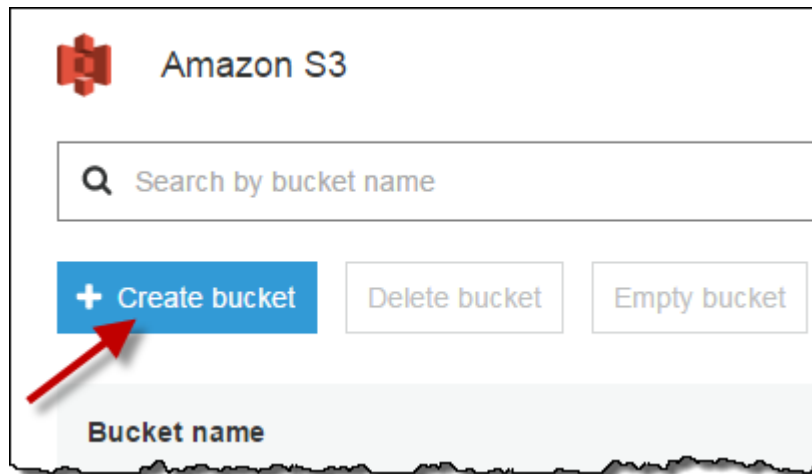 Amazon S3
Search by bucket name
+ Create bucket Delete bucket Empty bucket
Bucket name